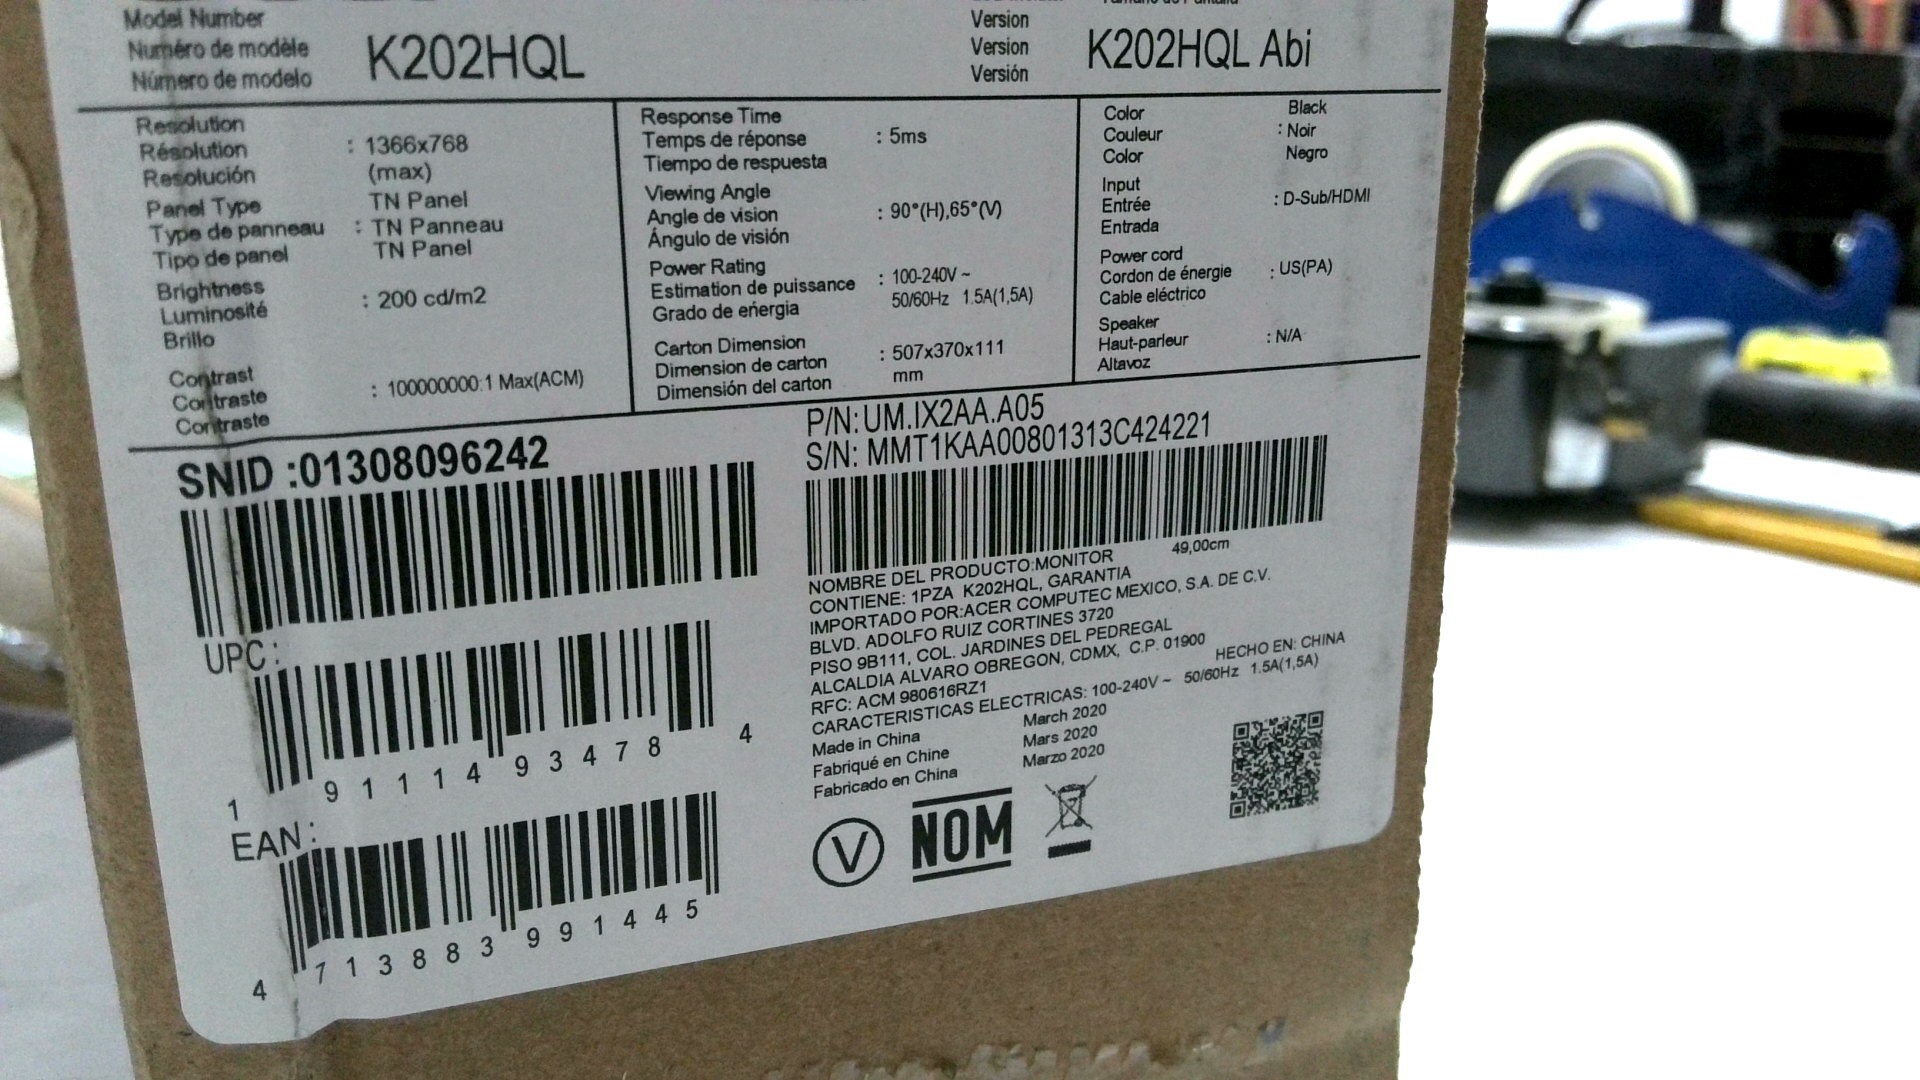 Model Number
Numéro de modèle
Número de modelo
K202HQL
Version
Version
Versión
K202HQL Abi
Resolution
Résolution
Resolución
: 1366x768
(max)
Panel Type
Type de panneau
Tipo de panel
TN Panel
: TN Panneau
TN Panel
Brightness
Luminosité
Brillo
: 200 cd/m2
Contrast
Contraste
Contraste
: 100000000:1 Max(ACM)
Response Time
Temps de réponse
Tiempo de respuesta
: 5ms
Viewing Angle
Angle de vision
Ángulo de visión
: 90°(H),65°(V)
Power Rating
Estimation de puissance
Grado de energia
: 100-240V ~
50/60Hz 1.5A(1,5A)
Carton Dimension
Dimension de carton
Dimensión del carton
: 507x370x111
mm
Color
Couleur
Color
Black
: Noir
Negro
Input
Entrée
Entrada
: D-Sub/HDMI
Power cord
Cordon de énergie
Cable eléctrico
: US(PA)
Speaker
Haut-parleur
Altavoz
: N/A
SNID :01308096242
UPC:
1 91114 93478 4
EAN:
4 713883 991445
P/N: UM.IX2AA.A05
S/N: MMT1KAA00801313C424221
NOMBRE DEL PRODUCTO:MONITOR 49,00cm
CONTIENE: 1PZA K202HQL, GARANTIA
IMPORTADO POR:ACER COMPUTEC MEXICO, S.A. DE C.V.
BLVD. ADOLFO RUIZ CORTINES 3720
PISO 9B111, COL. JARDINES DEL PEDREGAL
ALCALDIA ALVARO OBREGON, CDMX, C.P. 01900
RFC: ACM 980616RZ1 HECHO EN: CHINA
CARACTERISTICAS ELECTRICAS: 100-240V ~ 50/60Hz 1.5A(1,5A)
Made in China March 2020
Fabriqué en Chine Mars 2020
Fabricado en China Marzo 2020
V
NOM